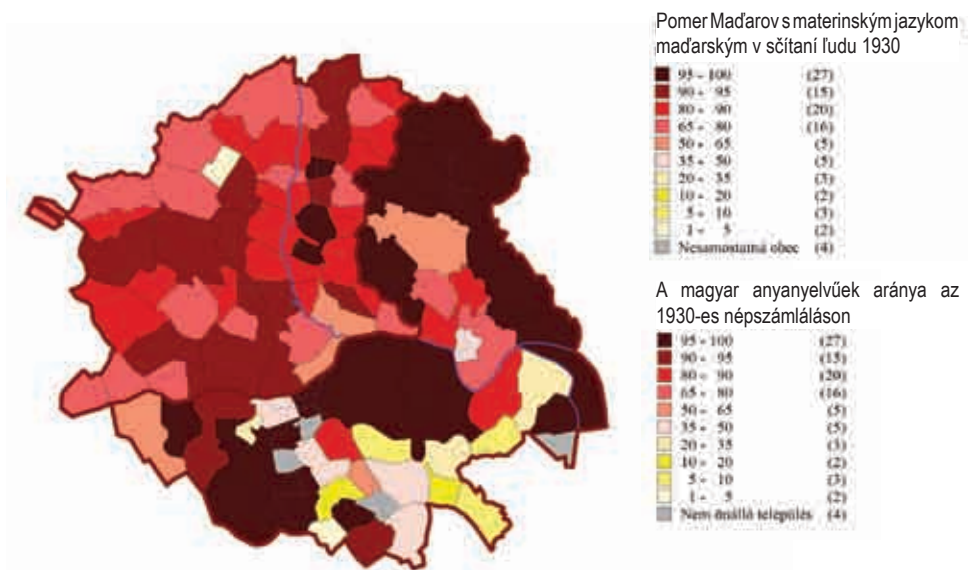 Pomer Maďarov s materinským jazykom
maďarským v sčítaní ľudu 1930
95 - 100 (27)
90 - 95 (15)
80 - 90 (20)
65 - 80 (16)
50 - 65 (5)
35 - 50 (5)
20 - 35 (3)
10 - 20 (2)
5 - 10 (3)
1 - 5 (2)
Nesamostatná obec (4)
A magyar anyanyelvűek aránya az
1930-es népszámláláson
95 - 100 (27)
90 - 95 (15)
80 - 90 (20)
65 - 80 (16)
50 - 65 (5)
35 - 50 (5)
20 - 35 (3)
10 - 20 (2)
5 - 10 (3)
1 - 5 (2)
Nem önálló település (4)